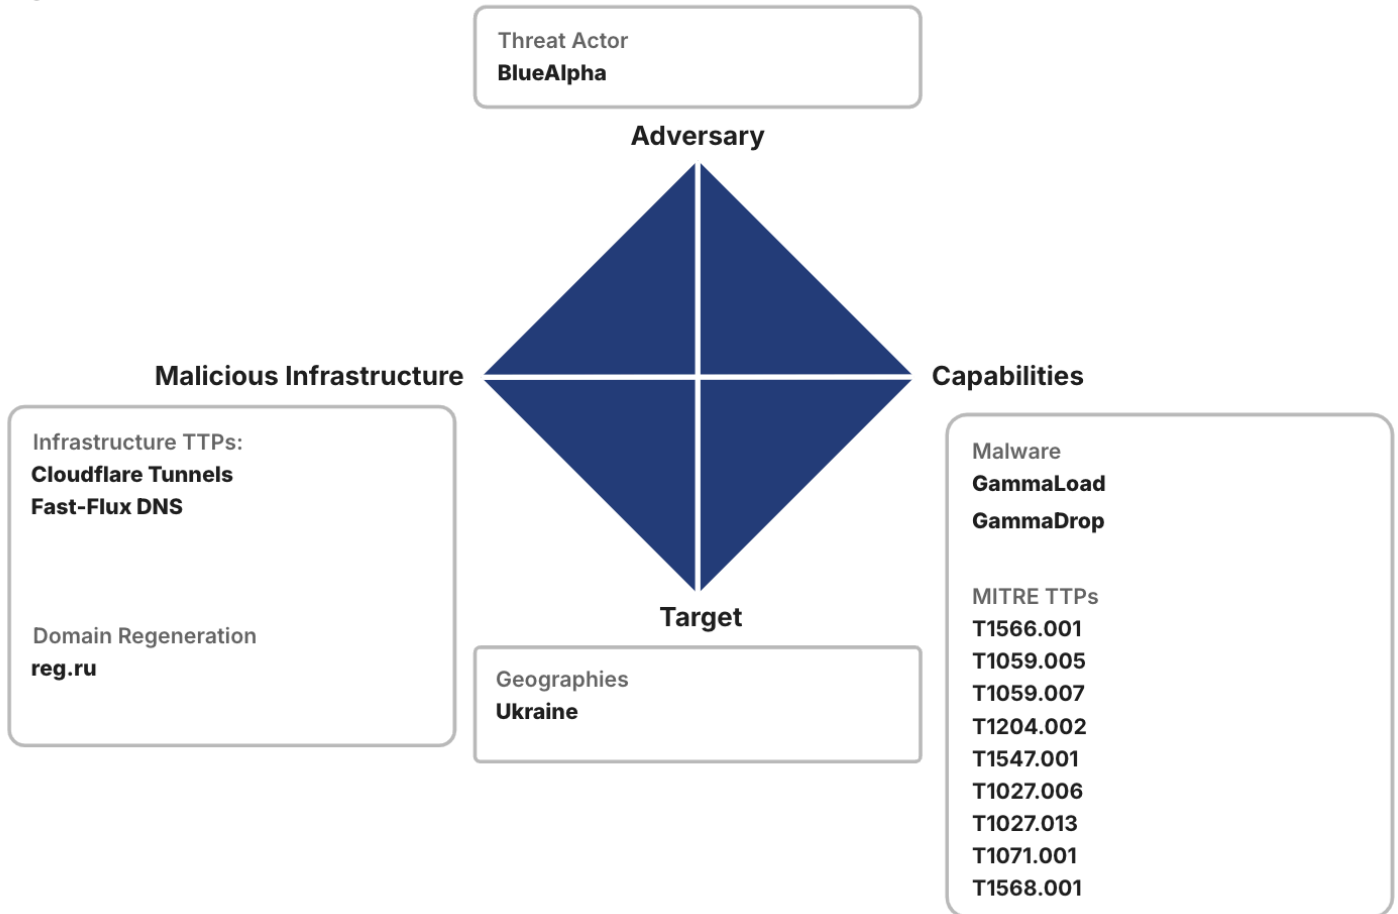 Threat Actor
BlueAlpha
Adversary
Malicious Infrastructure
Capabilities
Infrastructure TTPs:
Cloudflare Tunnels
Fast-Flux DNS
Domain Regeneration
reg.ru
Target
Geographies
Ukraine
Malware
GammaLoad
GammaDrop
MITRE TTPs
T1566.001
T1059.005
T1059.007
T1204.002
T1547.001
T1027.006
T1027.013
T1071.001
T1568.001